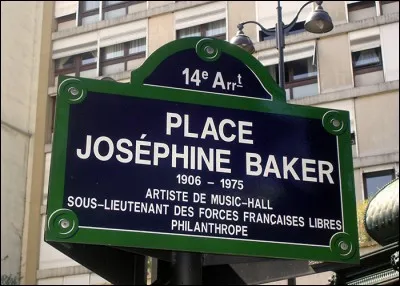 14e Arrt
PLACE
JOSÉPHINE BAKER
1906 - 1975
ARTISTE DE MUSIC-HALL
SOUS-LIEUTENANT DES FORCES FRANÇAISES LIBRES
PHILANTHROPE